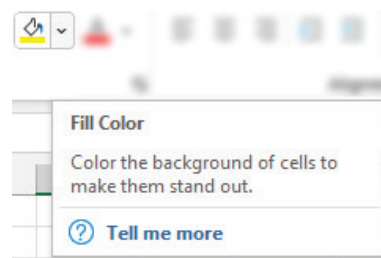 Fill Color
Color the background of cells to
make them stand out.
Tell me more